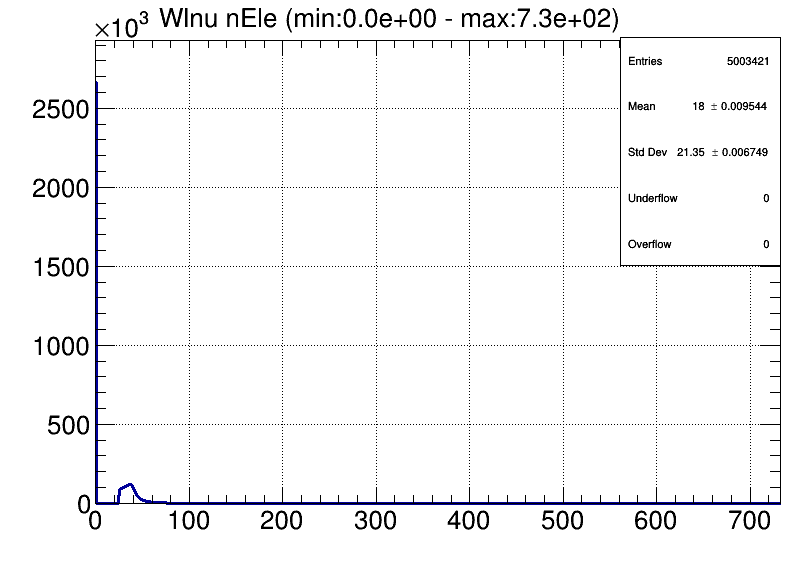 ×10³ Wlnu nEle (min:0.0e+00 - max:7.3e+02)
Entries 5003421
Mean 18 ± 0.009544
Std Dev 21.35 ± 0.006749
Underflow 0
Overflow 0
2500
2000
1500
1000
500
0
0 100 200 300 400 500 600 700